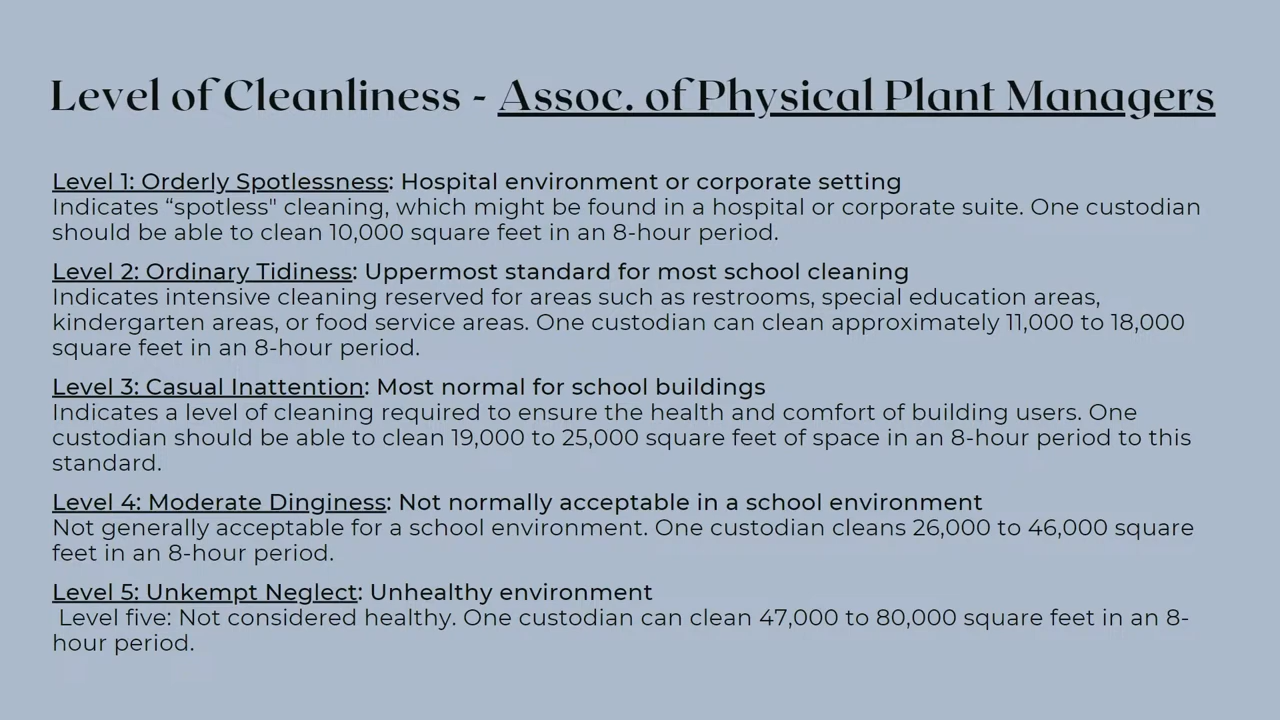 Level of Cleanliness - Assoc. of Physical Plant Managers
Level 1: Orderly Spotlessness: Hospital environment or corporate setting
Indicates “spotless" cleaning, which might be found in a hospital or corporate suite. One custodian
should be able to clean 10,000 square feet in an 8-hour period.
Level 2: Ordinary Tidiness: Uppermost standard for most school cleaning
Indicates intensive cleaning reserved for areas such as restrooms, special education areas,
kindergarten areas, or food service areas. One custodian can clean approximately 11,000 to 18,000
square feet in an 8-hour period.
Level 3: Casual Inattention: Most normal for school buildings
Indicates a level of cleaning required to ensure the health and comfort of building users. One
custodian should be able to clean 19,000 to 25,000 square feet of space in an 8-hour period to this
standard.
Level 4: Moderate Dinginess: Not normally acceptable in a school environment
Not generally acceptable for a school environment. One custodian cleans 26,000 to 46,000 square
feet in an 8-hour period.
Level 5: Unkempt Neglect: Unhealthy environment
Level five: Not considered healthy. One custodian can clean 47,000 to 80,000 square feet in an 8-
hour period.